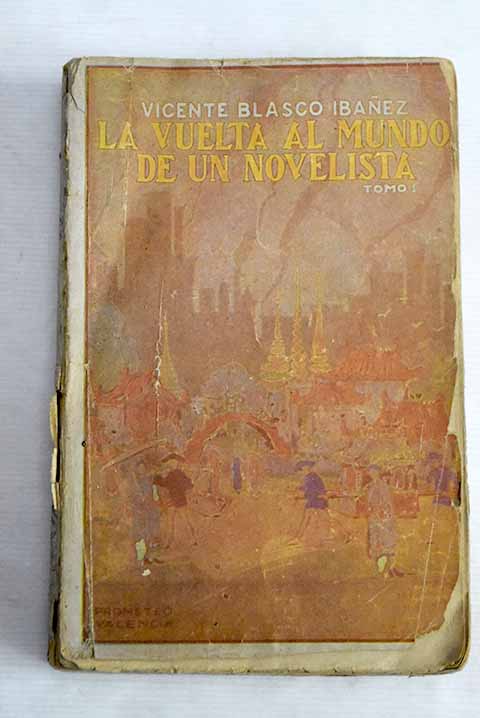 VICENTE BLASCO IBAÑEZ
LA VUELTA AL MUNDO
DE UN NOVELISTA
TOMO I
PROMETEO
VALENCIA